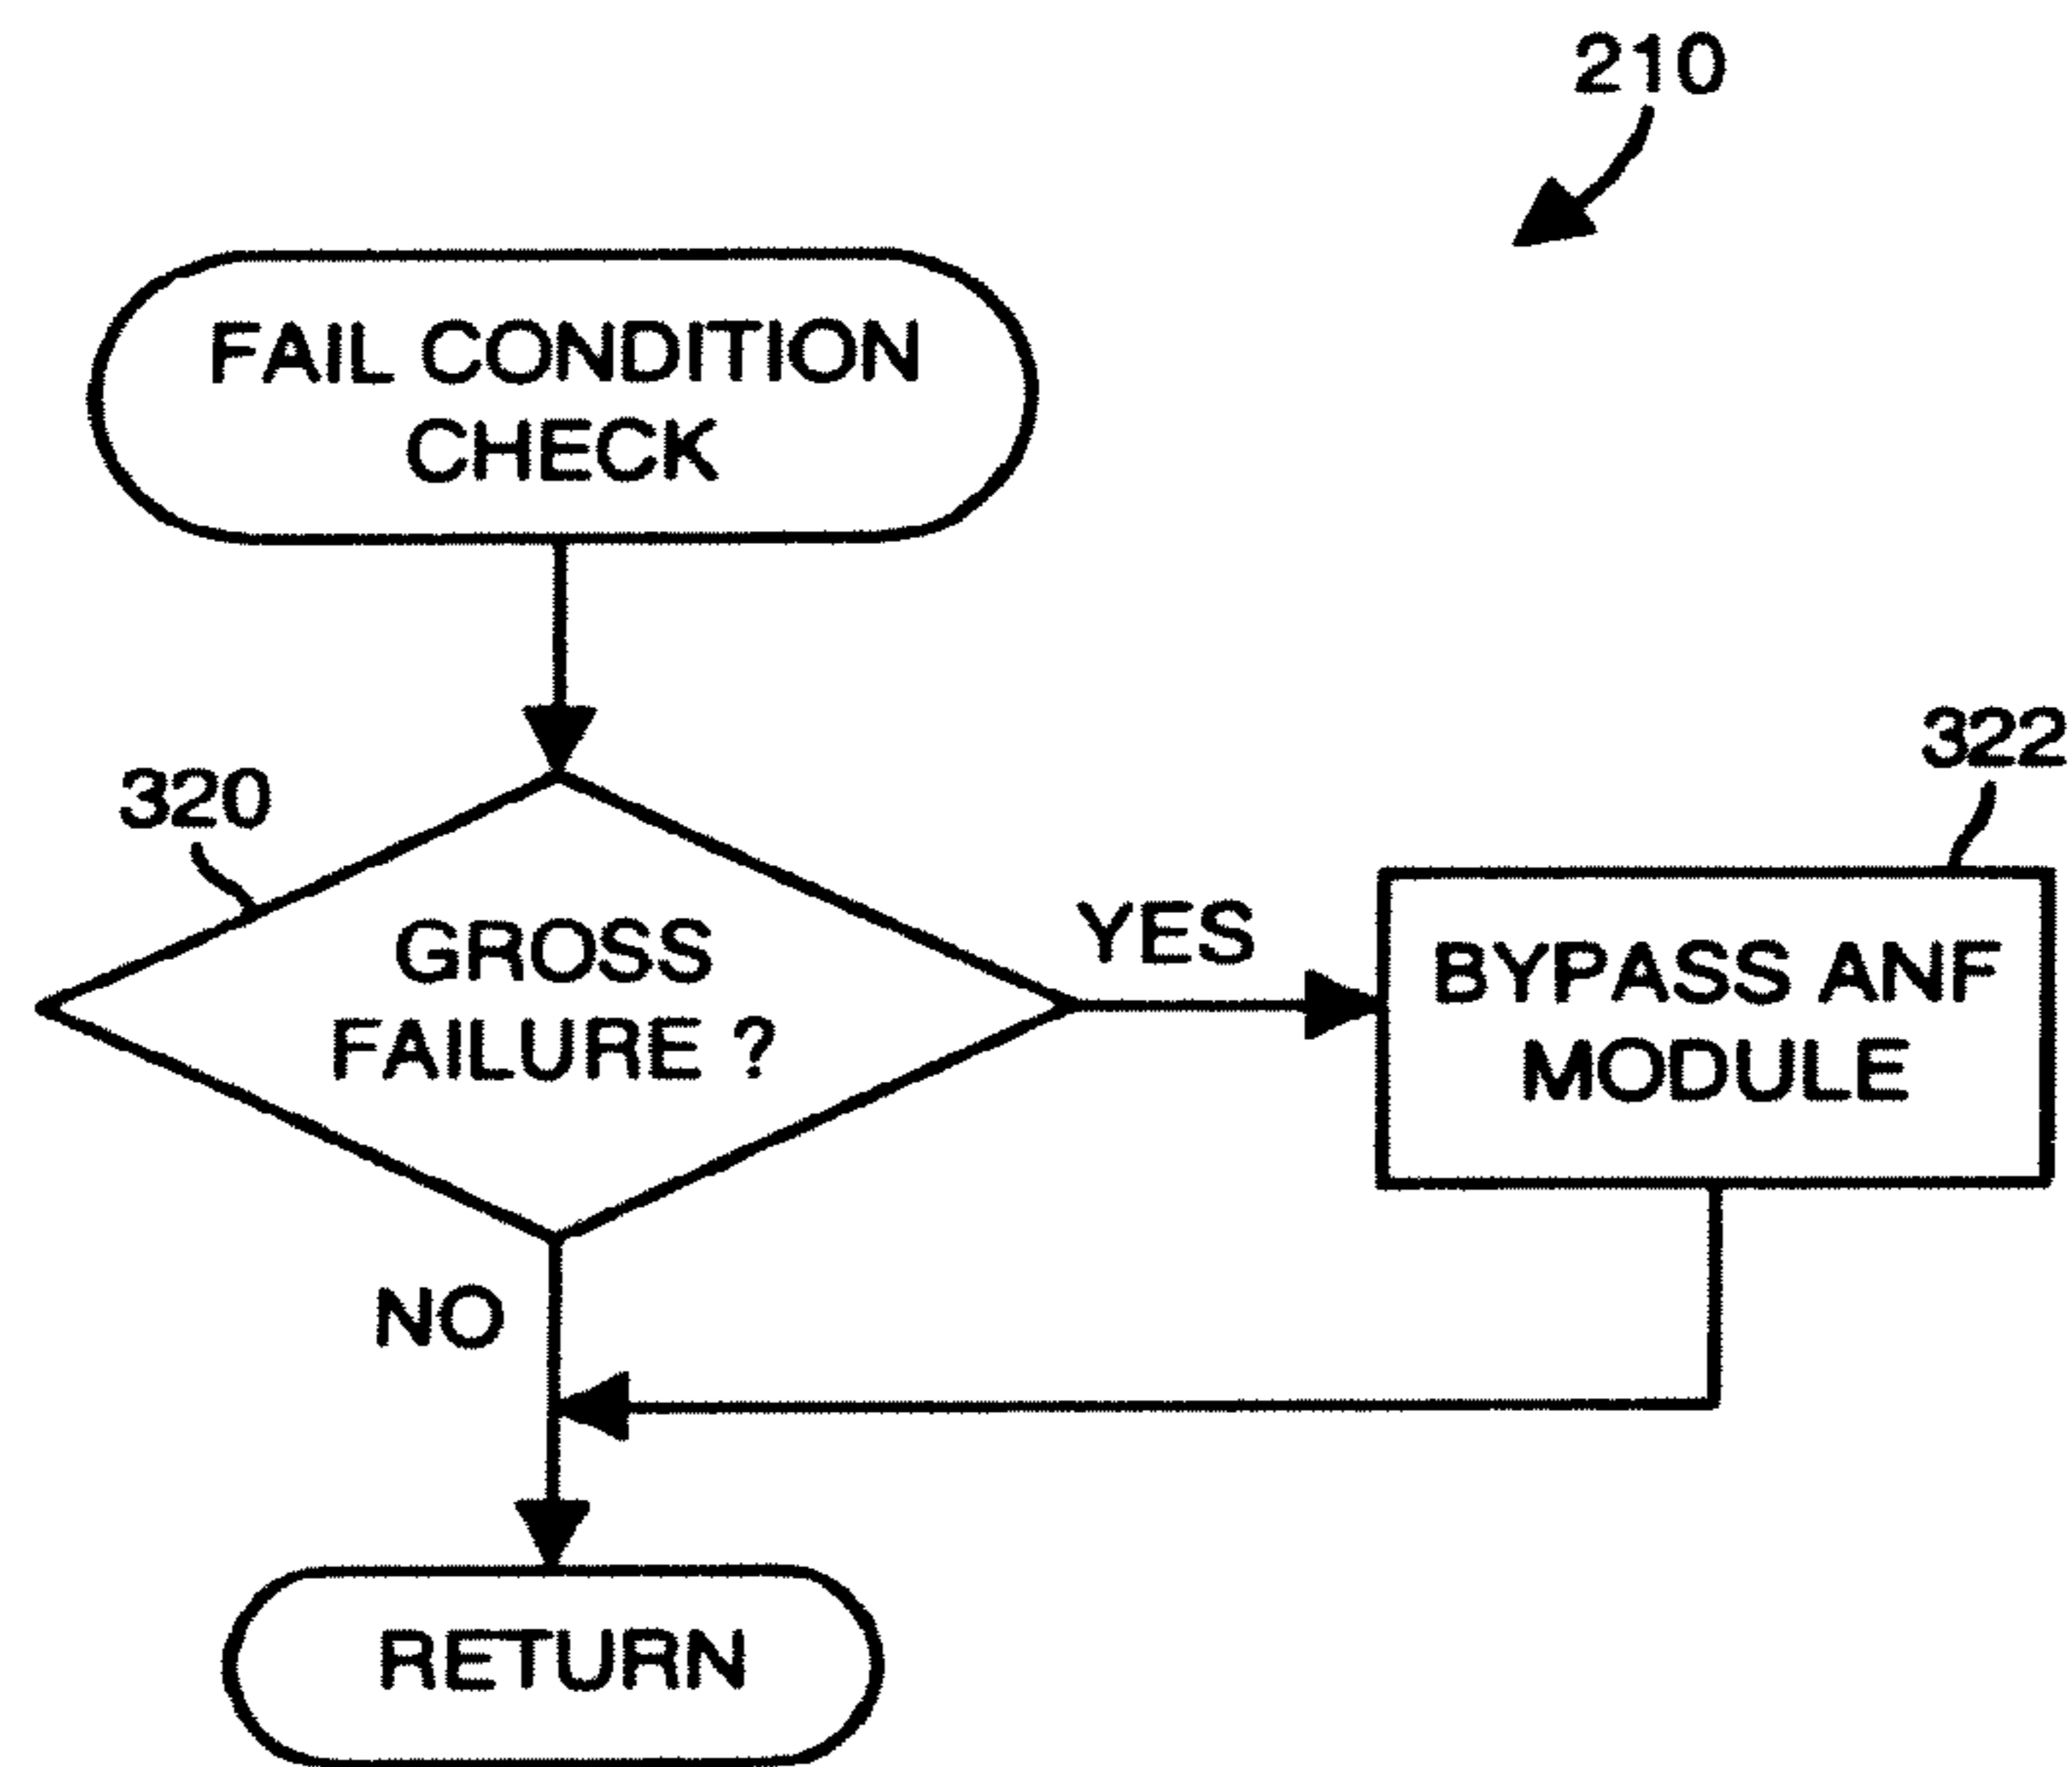 210
FAIL CONDITION
CHECK
320
322
GROSS
FAILURE ?
YES
BYPASS ANF
MODULE
NO
RETURN